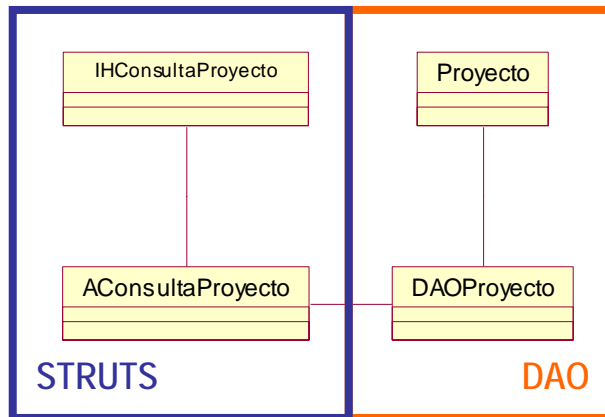 IHConsultaProyecto
Proyecto
AConsultaProyecto
DAOProyecto
STRUTS
DAO